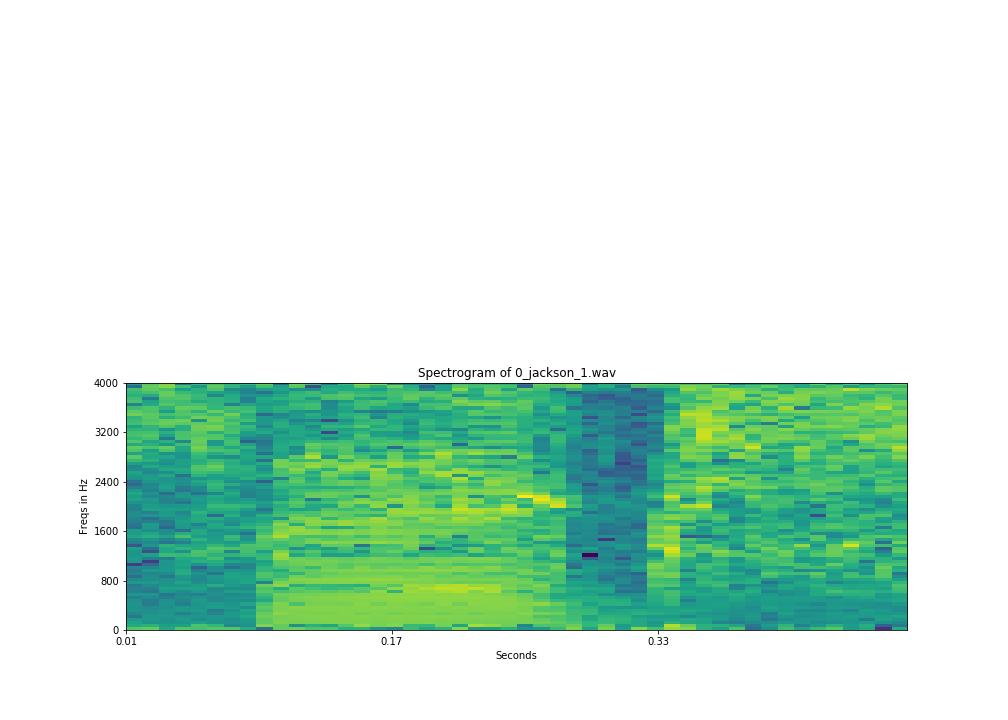 Spectrogram of 0_jackson_1.wav
4000
3200
2400
1600
800
0
Freqs in Hz
0.01 0.17 0.33
Seconds